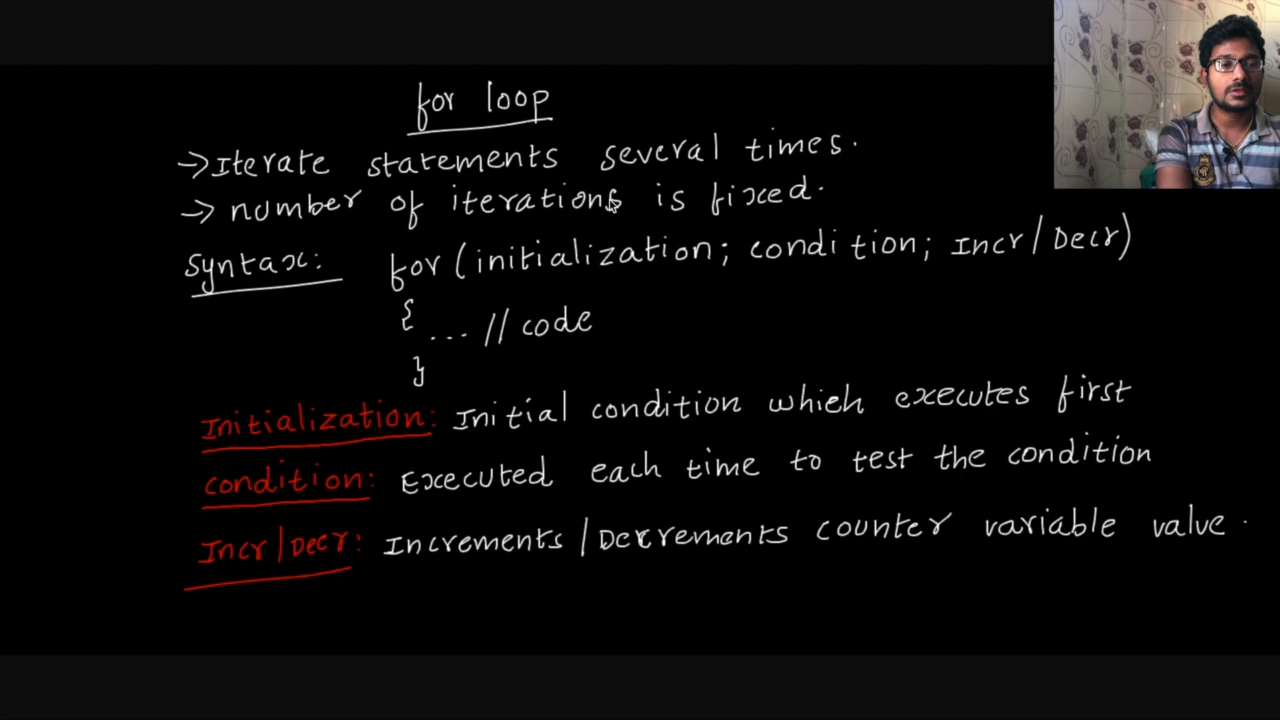 for loop
→ Iterate statements several times.
→ number of iterations is fixed.
Syntax: for (initialization; condition; Incr/Decr)
{
... // code
}
Initialization: Initial condition which executes first
condition: Executed each time to test the condition
Incr/Decr: Increments/Decrements counter variable value.